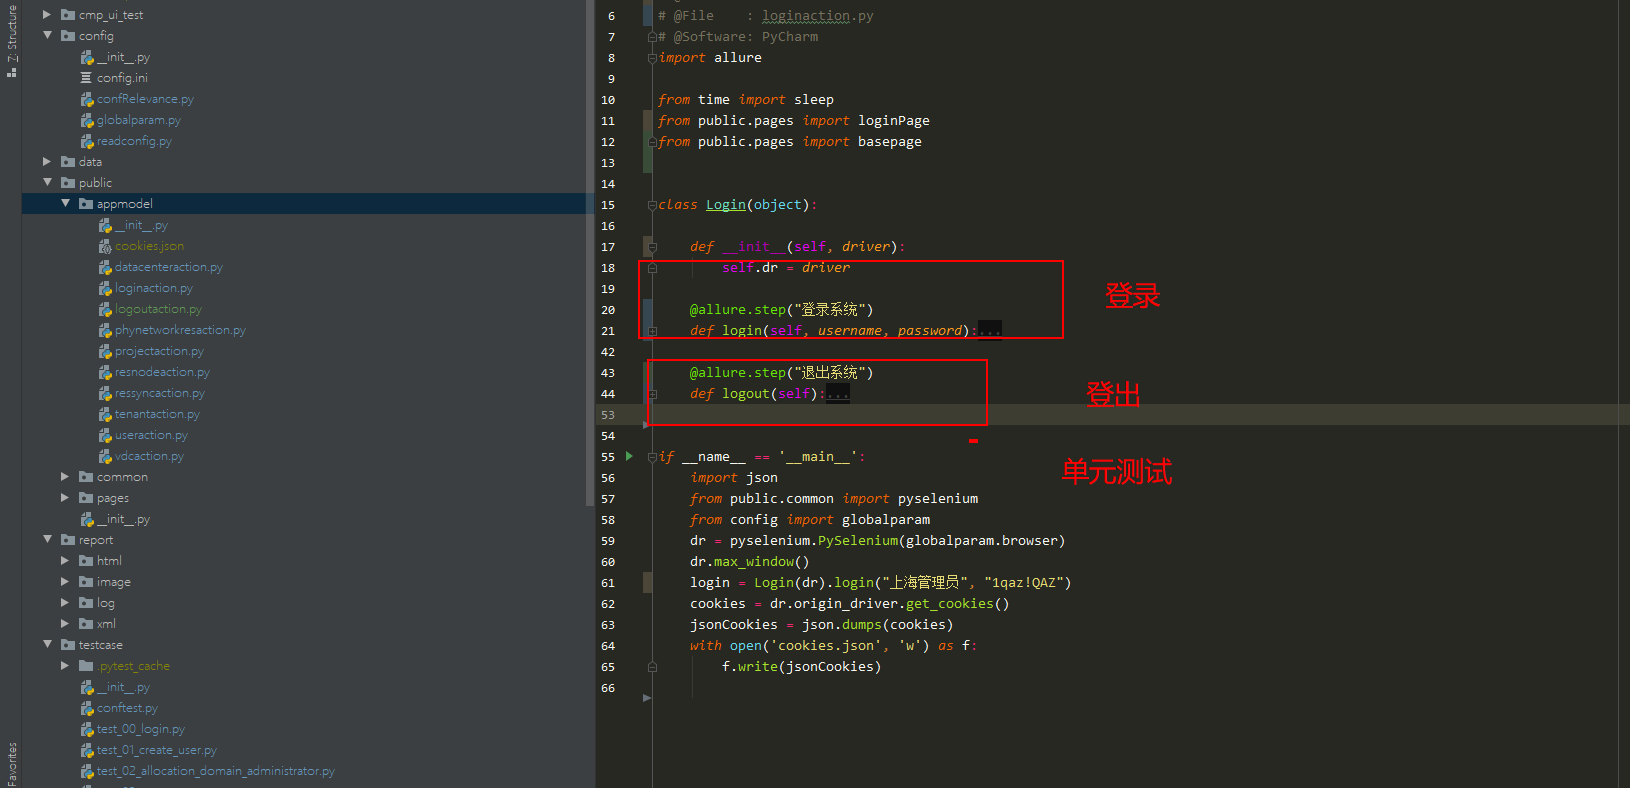 Z: Structure
cmp_ui_test
config
__init__.py
config.ini
confRelevance.py
globalparam.py
readconfig.py
data
public
appmodel
__init__.py
cookies.json
datacenteraction.py
loginaction.py
logoutaction.py
phynetworkresaction.py
projectaction.py
resnodeaction.py
ressyncaction.py
tenantaction.py
useraction.py
vdcaction.py
common
pages
__init__.py
report
html
image
log
xml
testcase
.pytest_cache
__init__.py
conftest.py
test_00_login.py
test_01_create_user.py
test_02_allocation_domain_administrator.py
Favorites
6 # @File    : loginaction.py
7 # @Software: PyCharm
8 import allure
9
10 from time import sleep
11 from public.pages import loginPage
12 from public.pages import basepage
13
14
15 class Login(object):
16
17     def __init__(self, driver):
18         self.dr = driver
19
20     @allure.step("登录系统")
21     def login(self, username, password):...
42
43     @allure.step("退出系统")
44     def logout(self):...
53
54
55 if __name__ == '__main__':
56     import json
57     from public.common import pyselenium
58     from config import globalparam
59     dr = pyselenium.PySelenium(globalparam.browser)
60     dr.max_window()
61     login = Login(dr).login("上海管理员", "1qaz!QAZ")
62     cookies = dr.origin_driver.get_cookies()
63     jsonCookies = json.dumps(cookies)
64     with open('cookies.json', 'w') as f:
65         f.write(jsonCookies)
66
登录
登出
单元测试